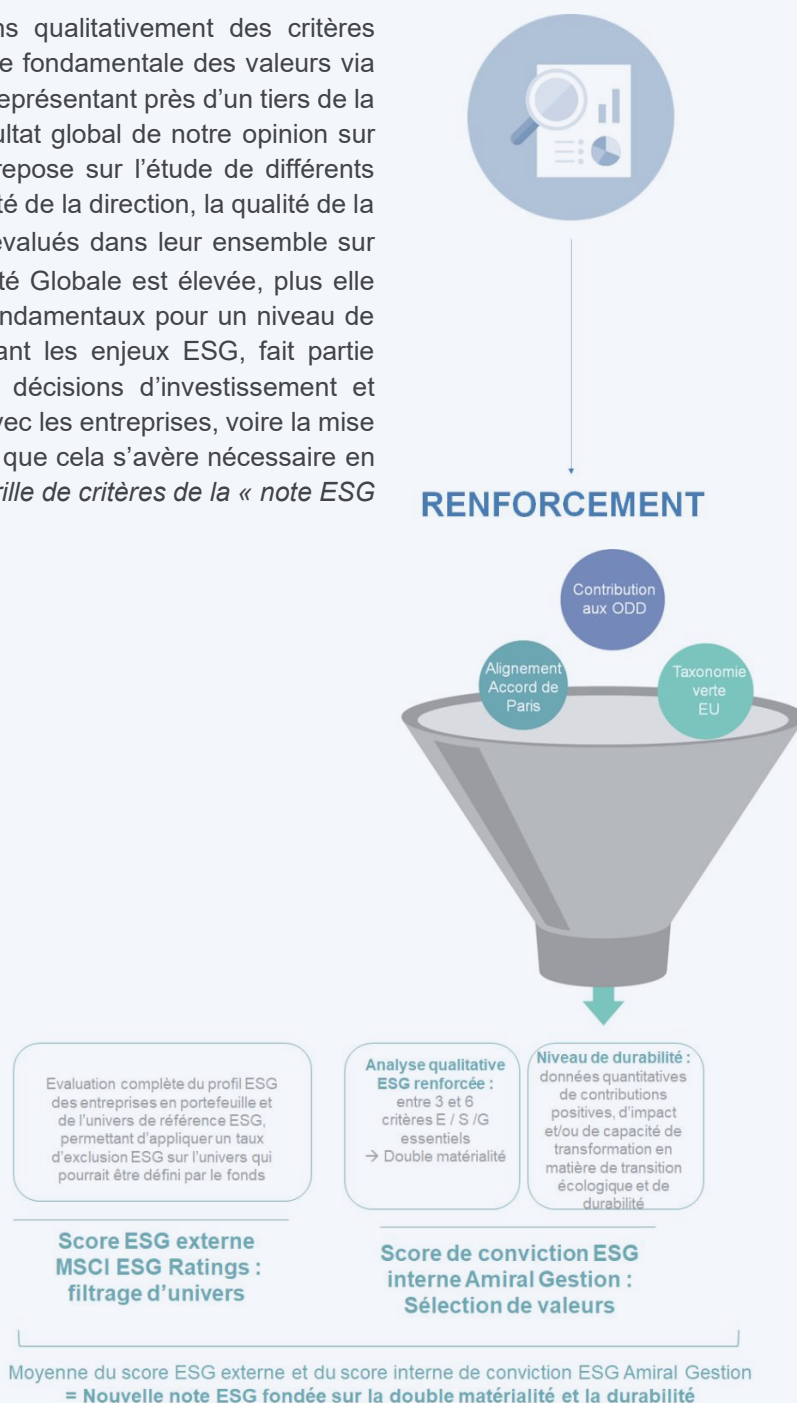 ns qualitativement des critères
e fondamentale des valeurs via
eprésentant près d'un tiers de la
ultat global de notre opinion sur
repose sur l'étude de différents
té de la direction, la qualité de la
évalués dans leur ensemble sur
té Globale est élevée, plus elle
ndamentaux pour un niveau de
ant les enjeux ESG, fait partie
décisions d'investissement et
vec les entreprises, voire la mise
que cela s'avère nécessaire en
rille de critères de la « note ESG
RENFORCEMENT
Contribution
aux ODD
Alignement
Accord de
Paris
Taxonomie
verte
EU
Evaluation complète du profil ESG
des entreprises en portefeuille et
de l'univers de référence ESG,
permettant d'appliquer un taux
d'exclusion ESG sur l'univers qui
pourrait être défini par le fonds
Analyse qualitative
ESG renforcée :
entre 3 et 6
critères E / S /G
essentiels
→ Double matérialité
Niveau de durabilité :
données quantitatives
de contributions
positives, d'impact
et/ou de capacité de
transformation en
matière de transition
écologique et de
durabilité
Score ESG externe
MSCI ESG Ratings :
filtrage d'univers
Score de conviction ESG
interne Amiral Gestion :
Sélection de valeurs
Moyenne du score ESG externe et du score interne de conviction ESG Amiral Gestion
= Nouvelle note ESG fondée sur la double matérialité et la durabilité